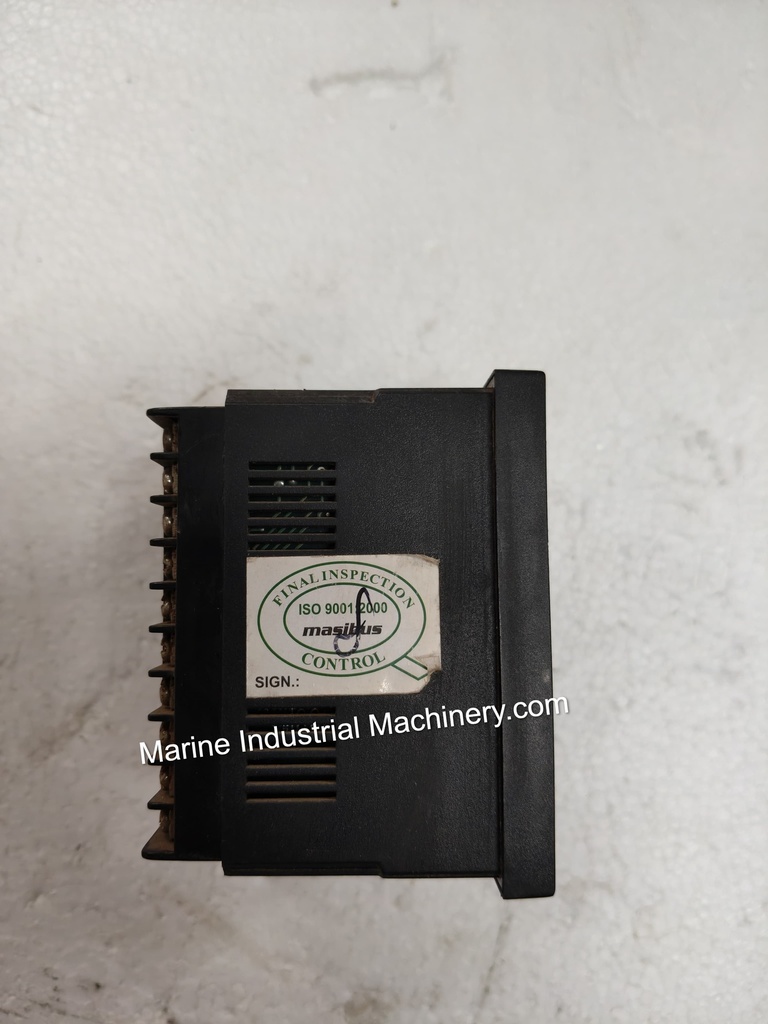 FINAL INSPECTION
ISO 9001:2000
masibus
CONTROL
SIGN.:
Marine Industrial Machinery.com